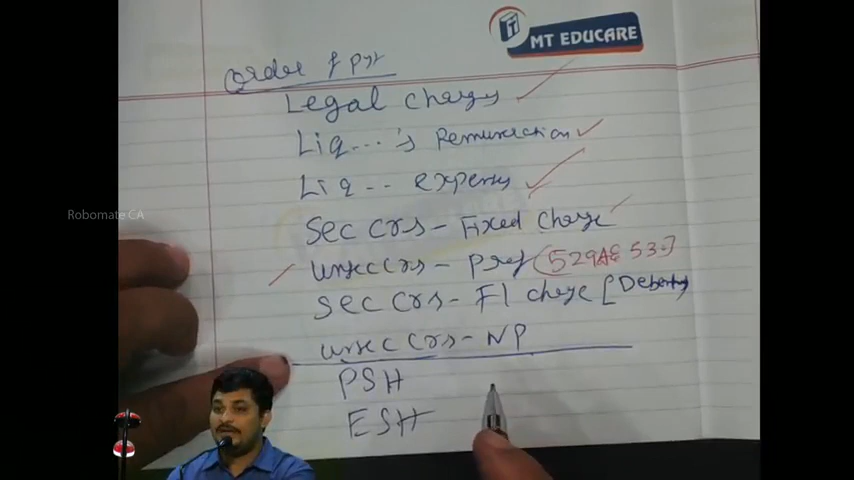 MT EDUCARE
Order of pyt
Legal charges
Liq...'s Remuneration
Liq.. expenses
Robomate CA
Sec Crs - Fixed Charge
Unsec Crs - Pref (529A & 530)
Sec Crs - Fl charge [Debentures]
Unsec Crs - NP
PSH
ESH